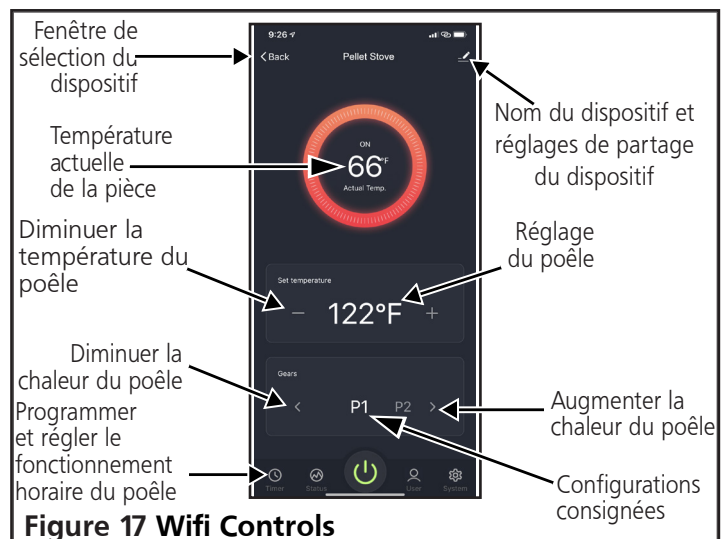 Fenêtre de
sélection du
dispositif
Température
actuelle
de la pièce
Diminuer la
température du
poêle
Diminuer la
chaleur du poêle
Programmer
et régler le
fonctionnement
horaire du poêle
9:26
Back
Pellet Stove
ON
66°F
Actual Temp.
Set temperature
− 122°F +
Gears
< P1 P2 >
Timer
Status
User
System
Nom du dispositif et
réglages de partage
du dispositif
Réglage
du poêle
Augmenter la
chaleur du poêle
Configurations
consignées
Figure 17 Wifi Controls